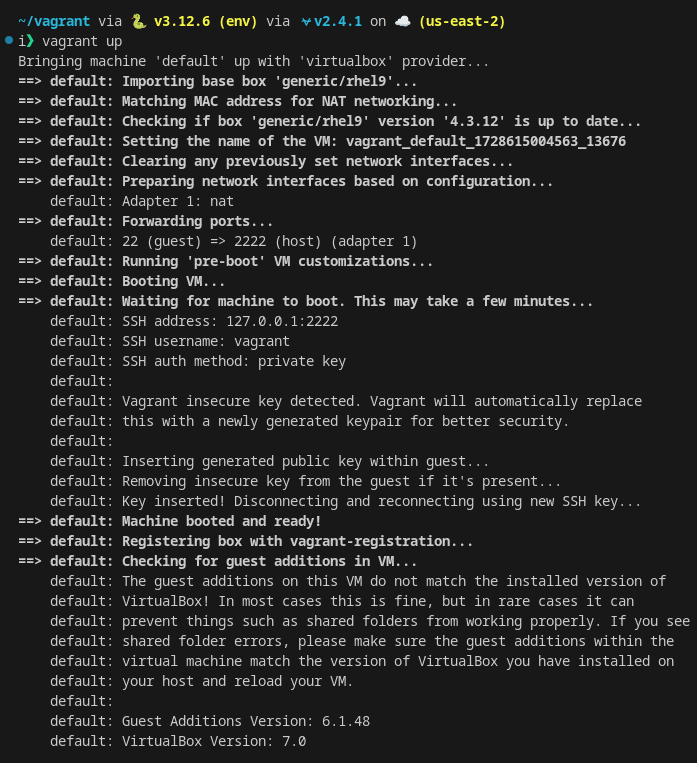 ~/vagrant via 🐍 v3.12.6 (env) via v2.4.1 on ☁️ (us-east-2)
i❯ vagrant up
Bringing machine 'default' up with 'virtualbox' provider...
==> default: Importing base box 'generic/rhel9'...
==> default: Matching MAC address for NAT networking...
==> default: Checking if box 'generic/rhel9' version '4.3.12' is up to date...
==> default: Setting the name of the VM: vagrant_default_1728615004563_13676
==> default: Clearing any previously set network interfaces...
==> default: Preparing network interfaces based on configuration...
    default: Adapter 1: nat
==> default: Forwarding ports...
    default: 22 (guest) => 2222 (host) (adapter 1)
==> default: Running 'pre-boot' VM customizations...
==> default: Booting VM...
==> default: Waiting for machine to boot. This may take a few minutes...
    default: SSH address: 127.0.0.1:2222
    default: SSH username: vagrant
    default: SSH auth method: private key
    default:
    default: Vagrant insecure key detected. Vagrant will automatically replace
    default: this with a newly generated keypair for better security.
    default:
    default: Inserting generated public key within guest...
    default: Removing insecure key from the guest if it's present...
    default: Key inserted! Disconnecting and reconnecting using new SSH key...
==> default: Machine booted and ready!
==> default: Registering box with vagrant-registration...
==> default: Checking for guest additions in VM...
    default: The guest additions on this VM do not match the installed version of
    default: VirtualBox! In most cases this is fine, but in rare cases it can
    default: prevent things such as shared folders from working properly. If you see
    default: shared folder errors, please make sure the guest additions within the
    default: virtual machine match the version of VirtualBox you have installed on
    default: your host and reload your VM.
    default:
    default: Guest Additions Version: 6.1.48
    default: VirtualBox Version: 7.0